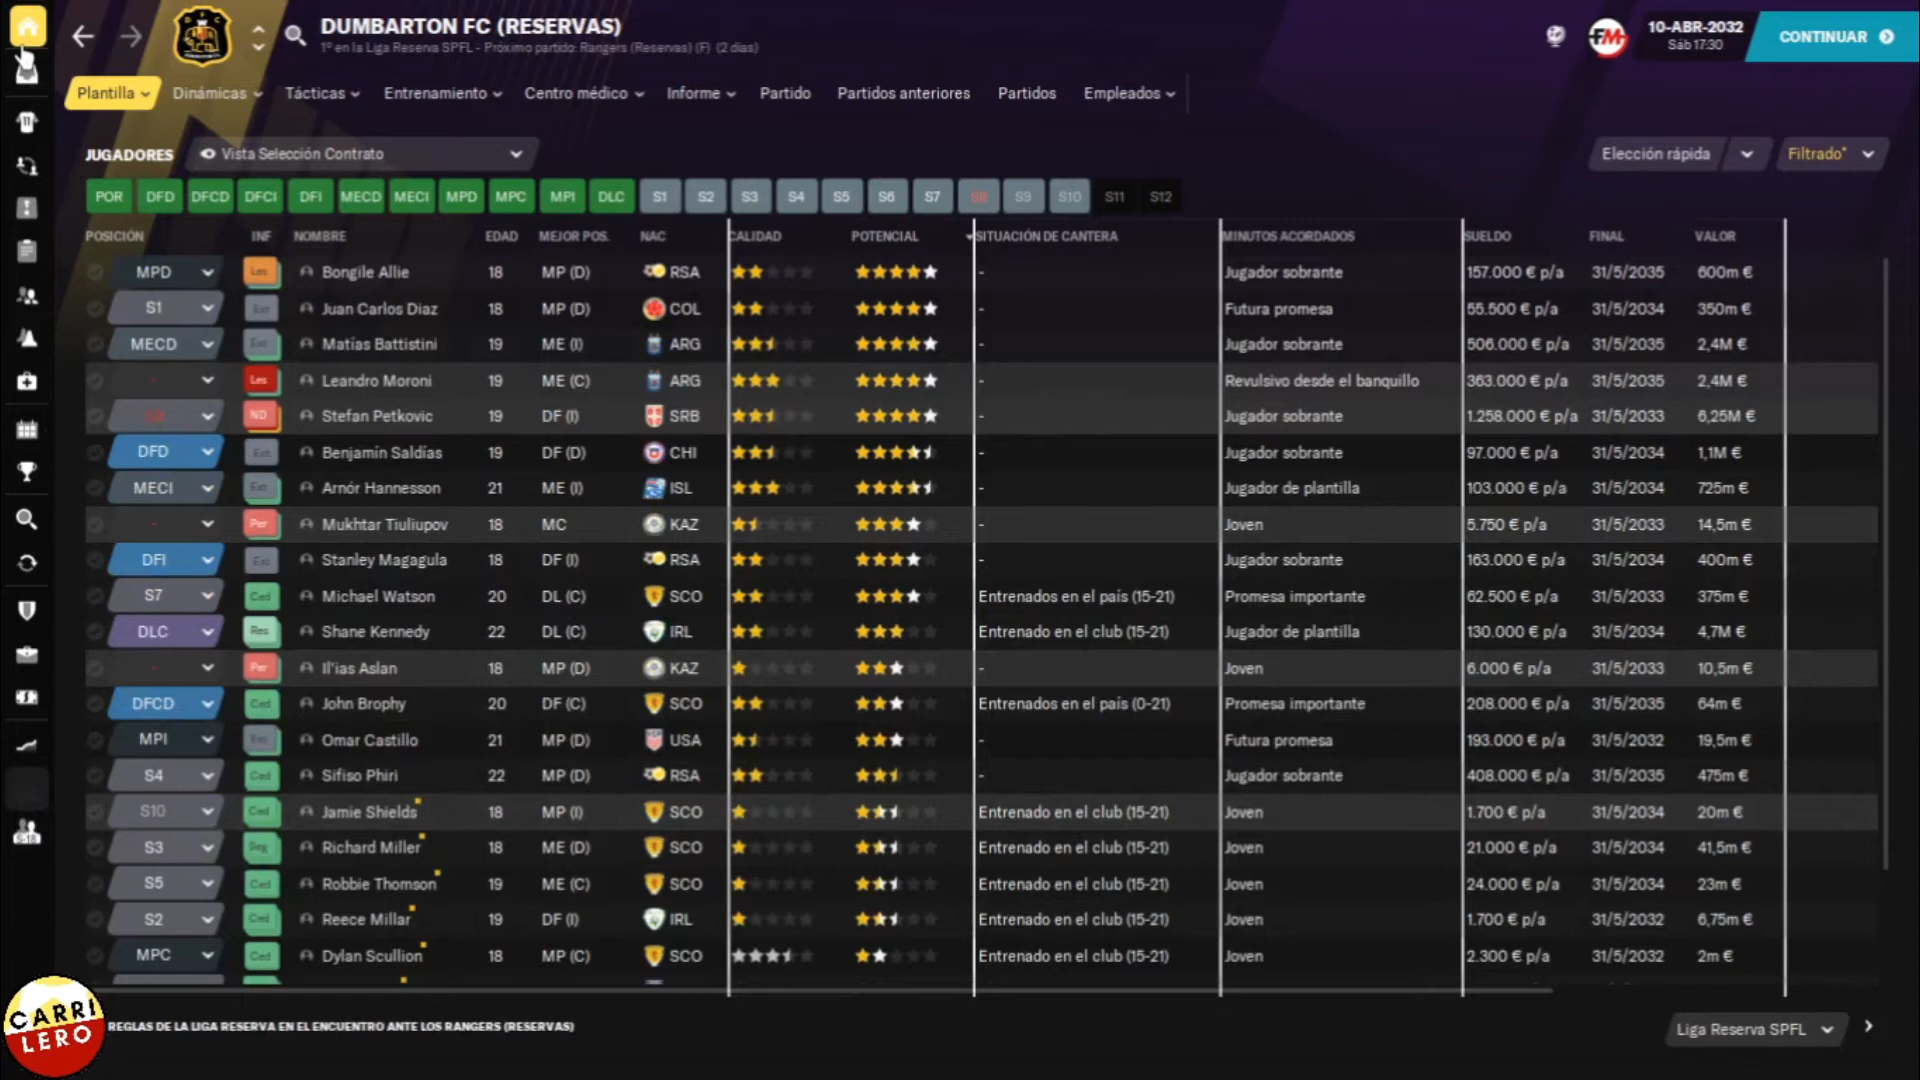 DUMBARTON FC (RESERVAS)
1º en la Liga Reserva SPFL - Próximo partido: Rangers (Reservas) (F) (2 días)
FM
10-ABR-2032
Sáb 17:30
CONTINUAR
Plantilla Dinámicas Tácticas Entrenamiento Centro médico Informe Partido Partidos anteriores Partidos Empleados
JUGADORES Vista Selección Contrato Elección rápida Filtrado*
POR DFD DFCD DFCI DFI MECD MECI MPD MPC MPI DLC S1 S2 S3 S4 S5 S6 S7 S8 S9 S10 S11 S12
POSICIÓN INF NOMBRE EDAD MEJOR POS. NAC CALIDAD POTENCIAL SITUACIÓN DE CANTERA MINUTOS ACORDADOS SUELDO FINAL VALOR
MPD Les Bongile Allie 18 MP (D) RSA - Jugador sobrante 157.000 € p/a 31/5/2035 600m €
S1 Ext Juan Carlos Diaz 18 MP (D) COL - Futura promesa 55.500 € p/a 31/5/2034 350m €
MECD Ext Matías Battistini 19 ME (I) ARG - Jugador sobrante 506.000 € p/a 31/5/2035 2,4M €
- Les Leandro Moroni 19 ME (C) ARG - Revulsivo desde el banquillo 363.000 € p/a 31/5/2035 2,4M €
ND Stefan Petkovic 19 DF (I) SRB - Jugador sobrante 1.258.000 € p/a 31/5/2033 6,25M €
DFD Ext Benjamín Saldías 19 DF (D) CHI - Jugador sobrante 97.000 € p/a 31/5/2034 1,1M €
MECI Ext Arnór Hannesson 21 ME (I) ISL - Jugador de plantilla 103.000 € p/a 31/5/2034 725m €
- Per Mukhtar Tiuliupov 18 MC KAZ - Joven 5.750 € p/a 31/5/2033 14,5m €
DFI Ext Stanley Magagula 18 DF (I) RSA - Jugador sobrante 163.000 € p/a 31/5/2034 400m €
S7 Ced Michael Watson 20 DL (C) SCO Entrenados en el país (15-21) Promesa importante 62.500 € p/a 31/5/2033 375m €
DLC Res Shane Kennedy 22 DL (C) IRL Entrenado en el club (15-21) Jugador de plantilla 130.000 € p/a 31/5/2034 4,7M €
- Per Il'ias Aslan 18 MP (D) KAZ - Joven 6.000 € p/a 31/5/2033 10,5m €
DFCD Ced John Brophy 20 DF (C) SCO Entrenados en el país (0-21) Promesa importante 208.000 € p/a 31/5/2035 64m €
MPI Ext Omar Castillo 21 MP (D) USA - Futura promesa 193.000 € p/a 31/5/2032 19,5m €
S4 Ced Sifiso Phiri 22 MP (D) RSA - Jugador sobrante 408.000 € p/a 31/5/2035 475m €
S10 Ced Jamie Shields 18 MP (I) SCO Entrenado en el club (15-21) Joven 1.700 € p/a 31/5/2034 20m €
S3 Seg Richard Miller 18 ME (D) SCO Entrenado en el club (15-21) Joven 21.000 € p/a 31/5/2034 41,5m €
S5 Ced Robbie Thomson 19 ME (C) SCO Entrenado en el club (15-21) Joven 24.000 € p/a 31/5/2034 23m €
S2 Ced Reece Millar 19 DF (I) IRL Entrenado en el club (15-21) Joven 1.700 € p/a 31/5/2032 6,75m €
MPC Ced Dylan Scullion 18 MP (C) SCO Entrenado en el club (15-21) Joven 2.300 € p/a 31/5/2032 2m €
CARRILERO
REGLAS DE LA LIGA RESERVA EN EL ENCUENTRO ANTE LOS RANGERS (RESERVAS)
Liga Reserva SPFL